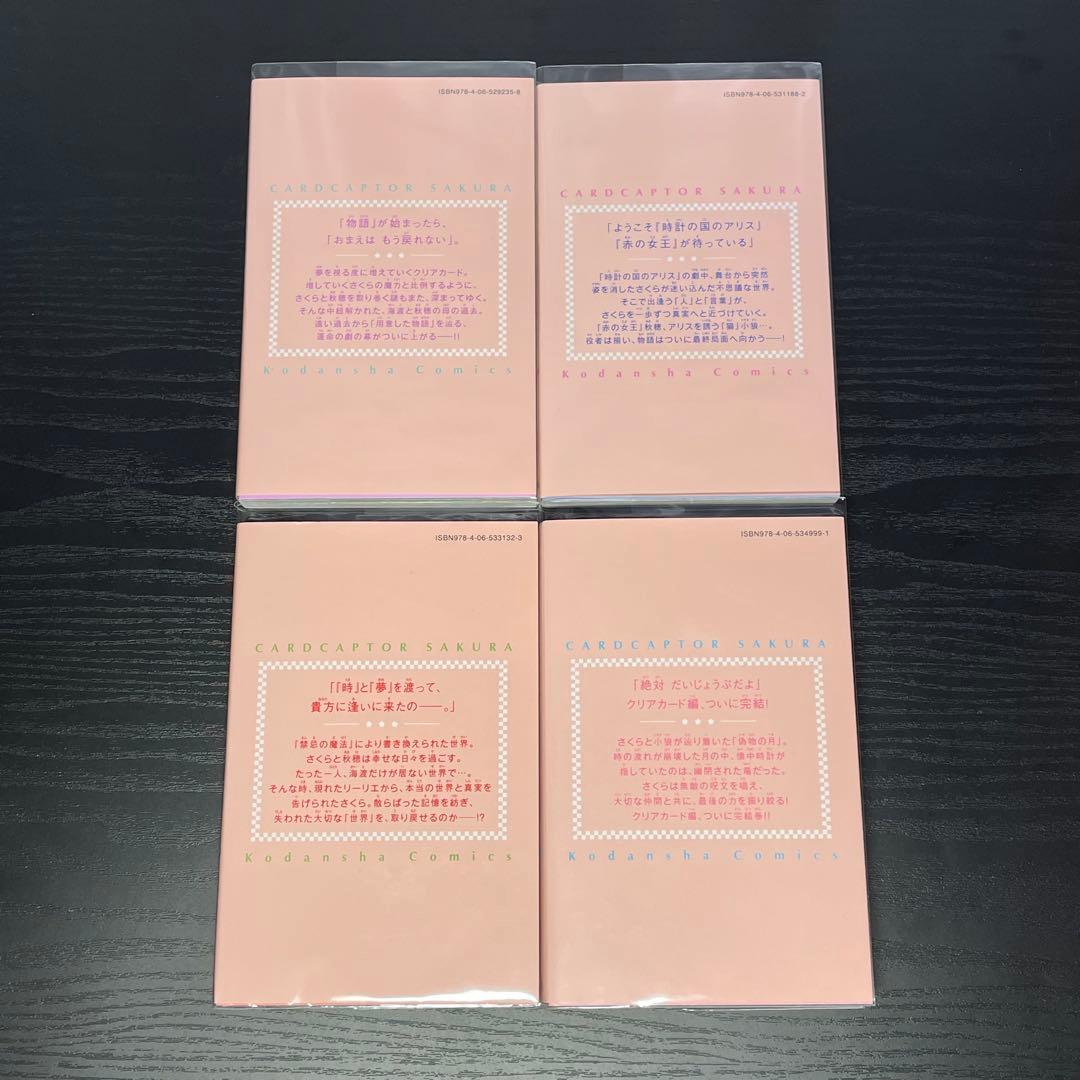 ISBN978-4-06-529235-8
CARDCAPTOR SAKURA
「物語」が始まったら、
「おまえは もう戻れない」。
夢を視る度に増えていくクリアカード。
増していくさくらの魔力と比例するように、
さくらと秋穂を取り巻く謎もまた、深まってゆく。
そんな中紐解かれた、海渡と秋穂の母の過去。
遠い過去から「用意した物語」を辿る、
運命の劇の幕がついに上がる——!!
Kodansha Comics
ISBN978-4-06-531188-2
CARDCAPTOR SAKURA
「ようこそ『時計の国のアリス』
『赤の女王』が待っている」
『時計の国のアリス』の劇中、舞台から突然
姿を消したさくらが迷い込んだ不思議な世界。
そこで出逢う「人」と「言葉」が、
さくらを一歩ずつ真実へと近づけていく。
「赤の女王」秋穂、アリスを誘う「猫」小狼…。
役者は揃い、物語はついに最終局面へ向かう——!
Kodansha Comics
ISBN978-4-06-533132-3
CARDCAPTOR SAKURA
「『時』と『夢』を渡って、
貴方に逢いに来たの——。」
「禁忌の魔法」により書き換えられた世界。
さくらと秋穂は幸せな日々を過ごす。
たった一人、海渡だけが居ない世界で…。
そんな時、現れたリーリエから、本当の世界と真実を
告げられたさくら。散らばった記憶を紡ぎ、
失われた大切な「世界」を、取り戻せるのか——!?
Kodansha Comics
ISBN978-4-06-534999-1
CARDCAPTOR SAKURA
「絶対 だいじょうぶだよ」
クリアカード編、ついに完結!
さくらと小狼が辿り着いた「偽物の月」。
時の流れが崩壊した月の中、懐中時計が
指していたのは、幽閉された竜だった。
さくらは無敵の呪文を唱え、
大切な仲間と共に、最後の力を振り絞る!
クリアカード編、ついに完結巻!!
Kodansha Comics